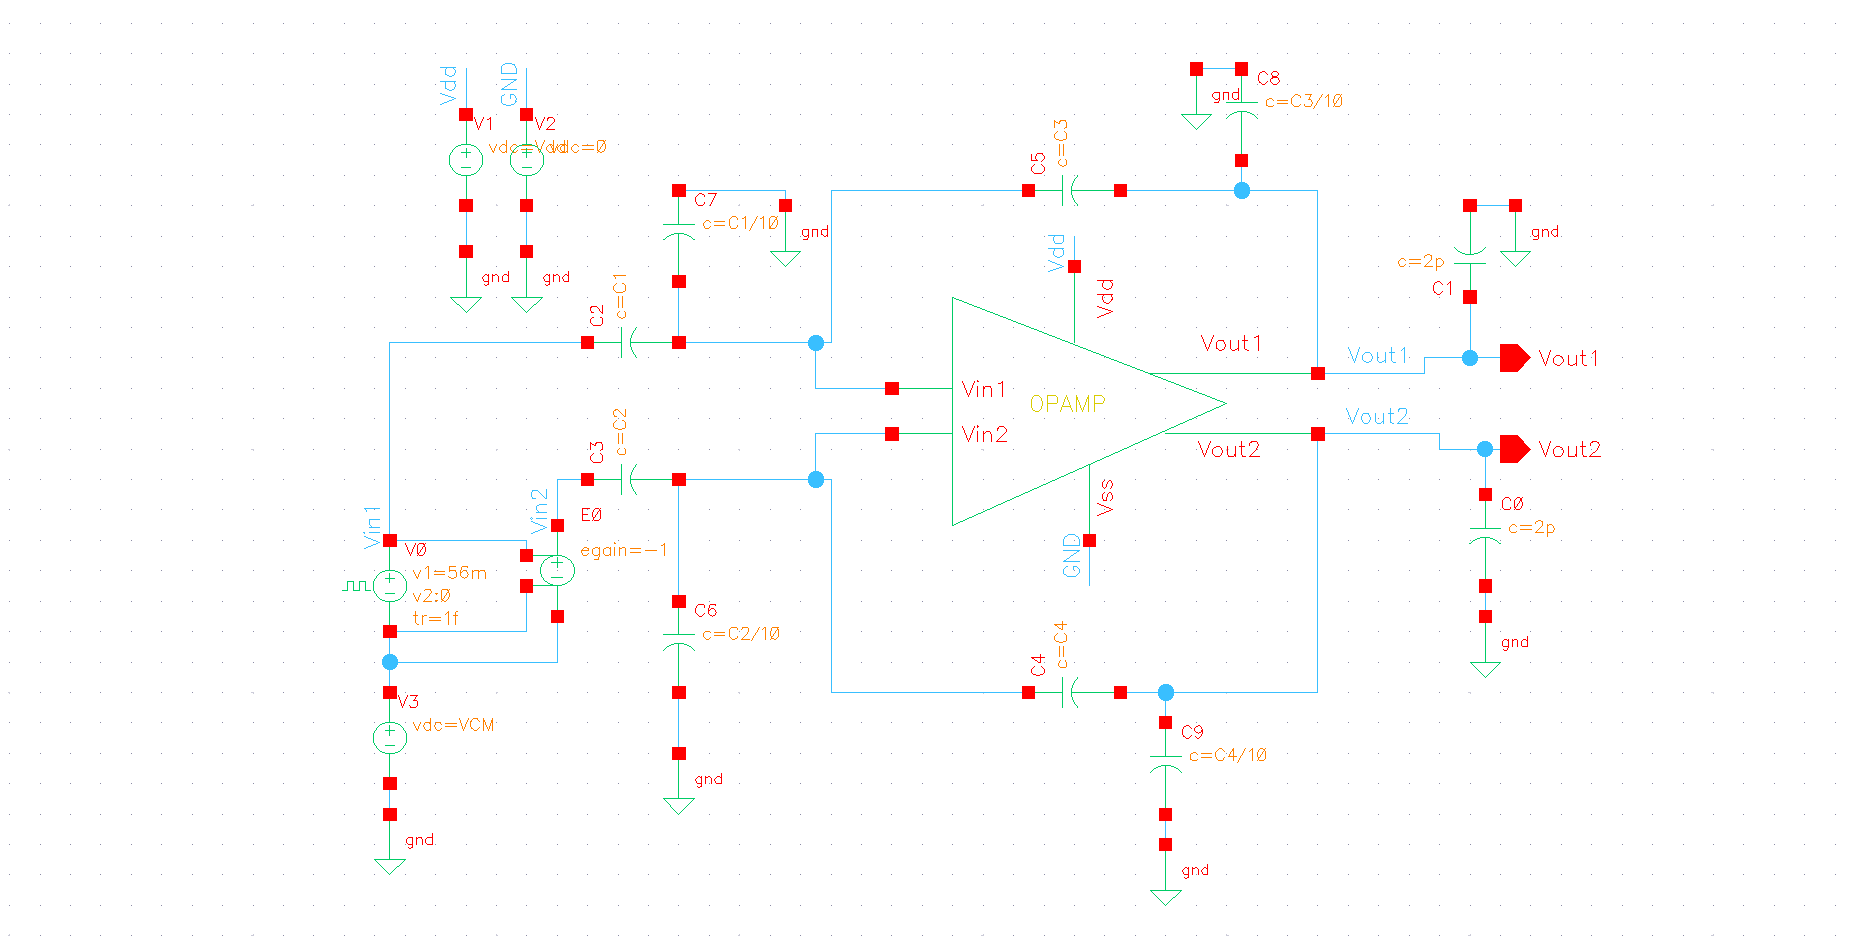 Vdd
GND
V1
vdc=Vdd
V2
vdc=0
gnd
gnd
C7
c=C1/10
gnd
C2
c=C1
C5
c=C3
C8
c=C3/10
gnd
Vdd
Vdd
C1
c=2p
gnd
Vout1
Vout1
Vout1
Vin1
OPAMP
Vin2
Vout2
Vout2
Vout2
C3
c=C2
Vin1
Vin2
E0
egain=-1
V0
v1=56m
v2:0
tr=1f
Vss
GND
C0
c=2p
gnd
C6
c=C2/10
gnd
C4
c=C4
V3
vdc=VCM
gnd
C9
c=C4/10
gnd